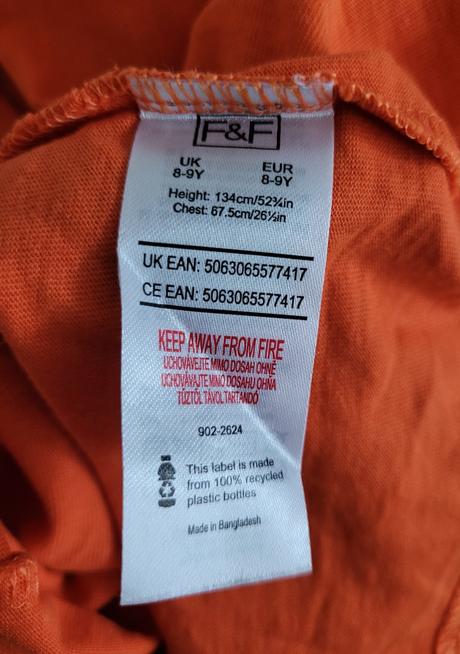 F&F
UK EUR
8-9Y 8-9Y
Height: 134cm/52¾in
Chest: 67.5cm/26½in
UK EAN: 5063065577417
CE EAN: 5063065577417
KEEP AWAY FROM FIRE
UCHOVÁVEJTE MIMO DOSAH OHNĚ
UCHOVÁVAJTE MIMO DOSAHU OHŇA
TŰZTŐL TÁVOL TARTANDÓ
902-2624
This label is made
from 100% recycled
plastic bottles
Made in Bangladesh